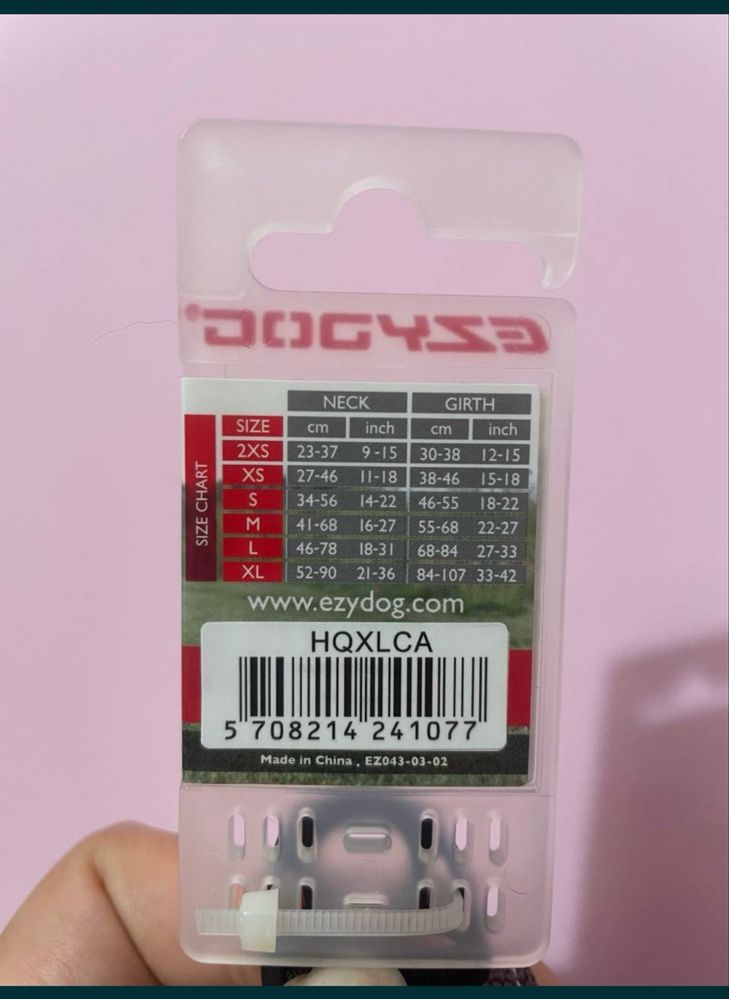 EZYDOG
NECK GIRTH
SIZE cm inch cm inch
2XS 23-37 9-15 30-38 12-15
XS 27-46 11-18 38-46 15-18
S 34-56 14-22 46-55 18-22
M 41-68 16-27 55-68 22-27
L 46-78 18-31 68-84 27-33
XL 52-90 21-36 84-107 33-42
SIZE CHART
www.ezydog.com
HQXLCA
5 708214 241077
Made in China , EZ043-03-02